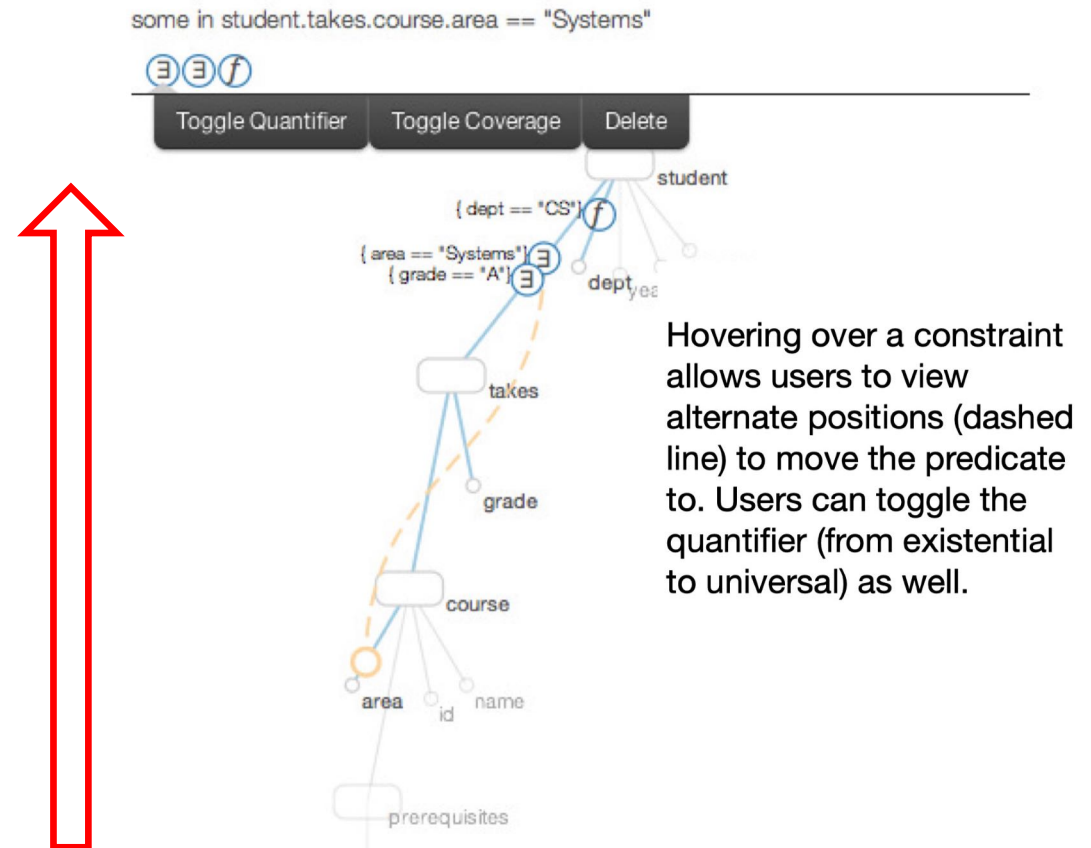 some in student.takes.course.area == "Systems"
∃ ∃ f
Toggle Quantifier Toggle Coverage Delete
student
{ dept == "CS"} f
{ area == "Systems"} ∃
{ grade == "A"} ∃
dept
yea
Hovering over a constraint
allows users to view
alternate positions (dashed
line) to move the predicate
to. Users can toggle the
quantifier (from existential
to universal) as well.
takes
grade
course
area
id
name
prerequisites